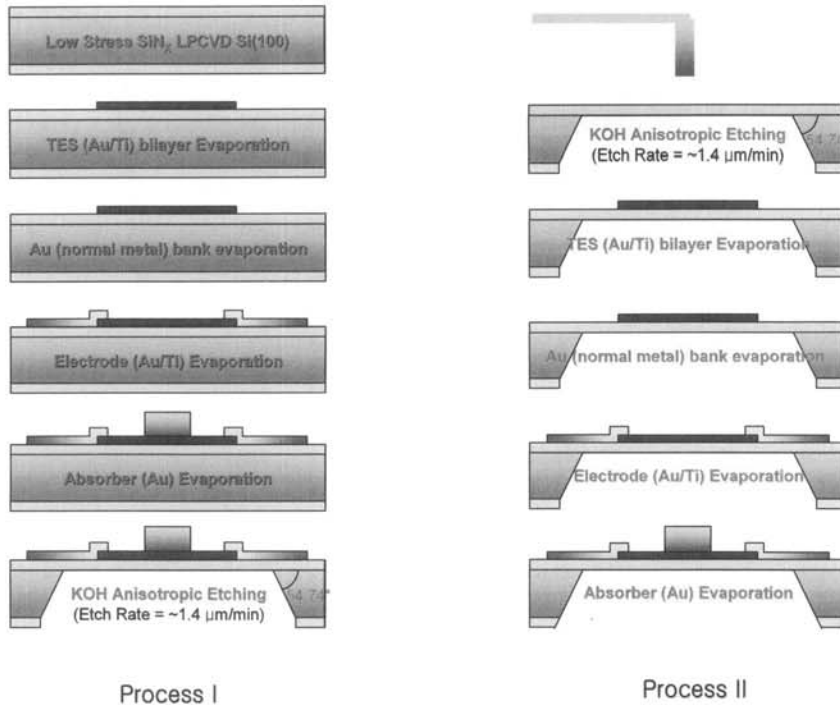 Low Stress SiNX LPCVD Si(100)
TES (Au/Ti) bilayer Evaporation
Au (normal metal) bank evaporation
Electrode (Au/Ti) Evaporation
Absorber (Au) Evaporation
KOH Anisotropic Etching
54.74°
(Etch Rate = ~1.4 µm/min)
Process I
KOH Anisotropic Etching
(Etch Rate = ~1.4 µm/min)
TES (Au/Ti) bilayer Evaporation
Au (normal metal) bank evaporation
Electrode (Au/Ti) Evaporation
Absorber (Au) Evaporation
Process II